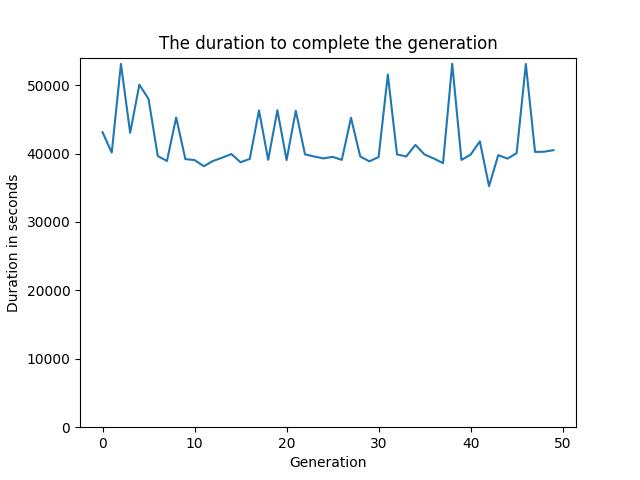 The duration to complete the generation
50000
40000
30000
20000
10000
0
Duration in seconds
0 10 20 30 40 50
Generation